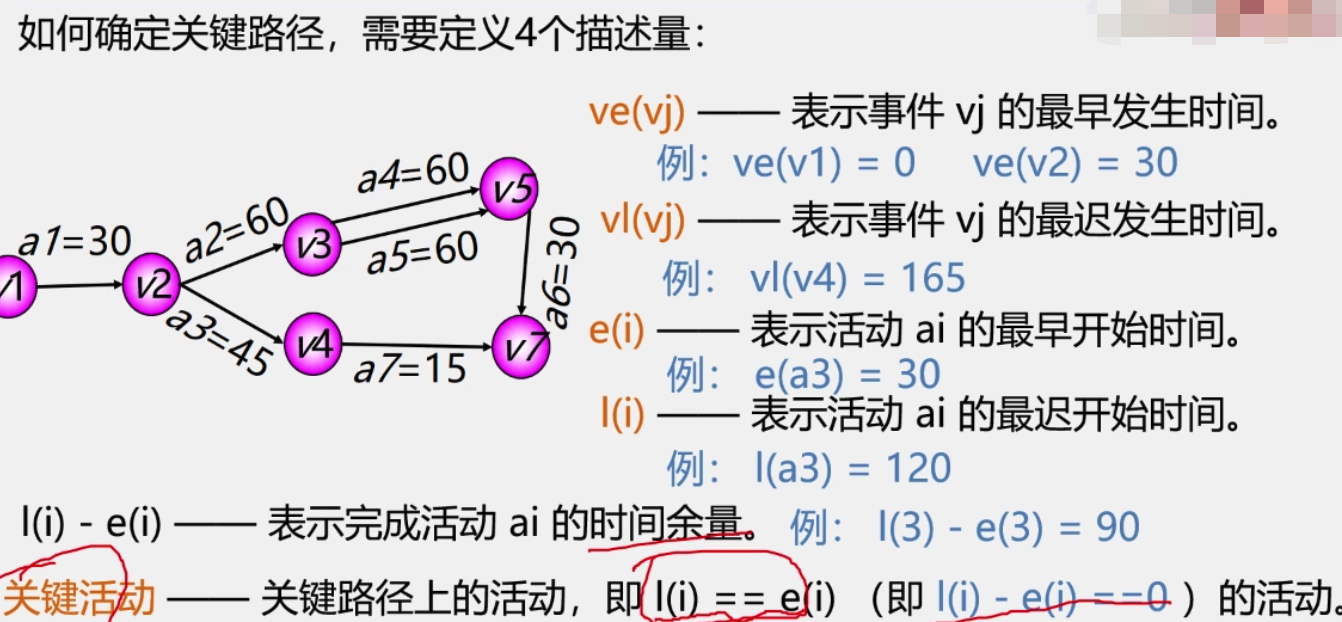 如何确定关键路径，需要定义4个描述量：
ve(vj) —— 表示事件 vj 的最早发生时间。
例：ve(v1) = 0 ve(v2) = 30
vl(vj) —— 表示事件 vj 的最迟发生时间。
例： vl(v4) = 165
e(i) —— 表示活动 ai 的最早开始时间。
例： e(a3) = 30
l(i) —— 表示活动 ai 的最迟开始时间。
例： l(a3) = 120
a4=60
v5
a1=30
a2=60
v3
a5=60
a6=30
v1
v2
a3=45
v4
a7=15
v7
l(i) - e(i) —— 表示完成活动 ai 的时间余量。 例： l(3) - e(3) = 90
关键活动 —— 关键路径上的活动，即 l(i) == e(i) （即 l(i) - e(i) ==0 ）的活动。